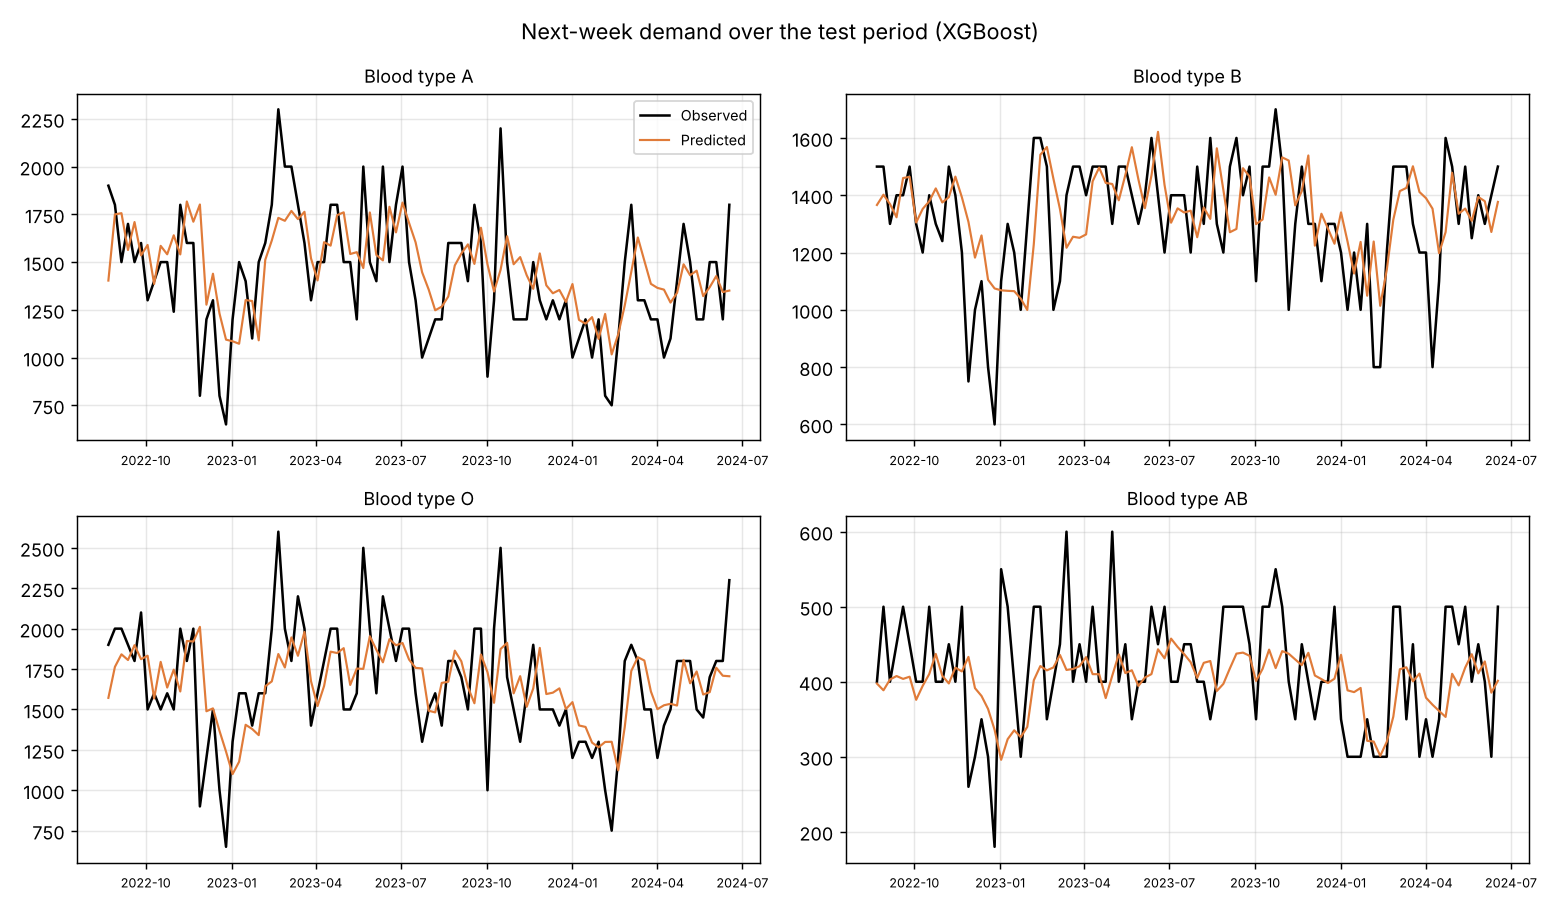 Next-week demand over the test period (XGBoost)
Blood type A
2250
2000
1750
1500
1250
1000
750
Observed
Predicted
2022-10 2023-01 2023-04 2023-07 2023-10 2024-01 2024-04 2024-07
Blood type B
1600
1400
1200
1000
800
600
2022-10 2023-01 2023-04 2023-07 2023-10 2024-01 2024-04 2024-07
Blood type O
2500
2250
2000
1750
1500
1250
1000
750
2022-10 2023-01 2023-04 2023-07 2023-10 2024-01 2024-04 2024-07
Blood type AB
600
500
400
300
200
2022-10 2023-01 2023-04 2023-07 2023-10 2024-01 2024-04 2024-07